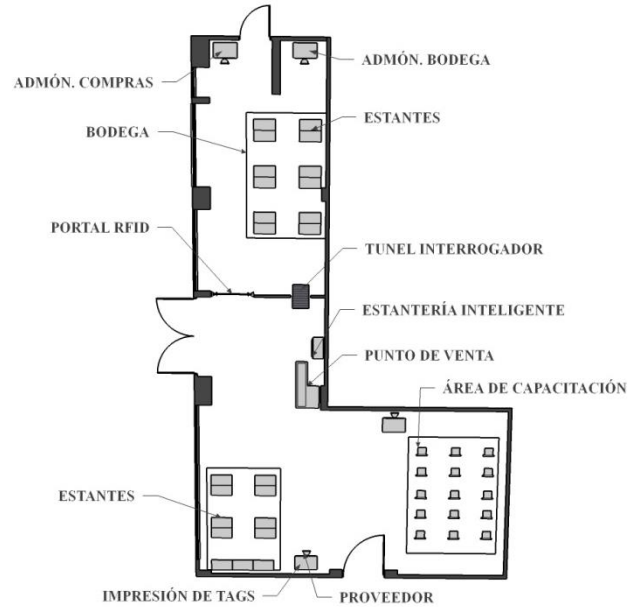 ADMÓN. COMPRAS
ADMÓN. BODEGA
BODEGA
ESTANTES
PORTAL RFID
TUNEL INTERROGADOR
ESTANTERÍA INTELIGENTE
PUNTO DE VENTA
ÁREA DE CAPACITACIÓN
ESTANTES
IMPRESIÓN DE TAGS
PROVEEDOR